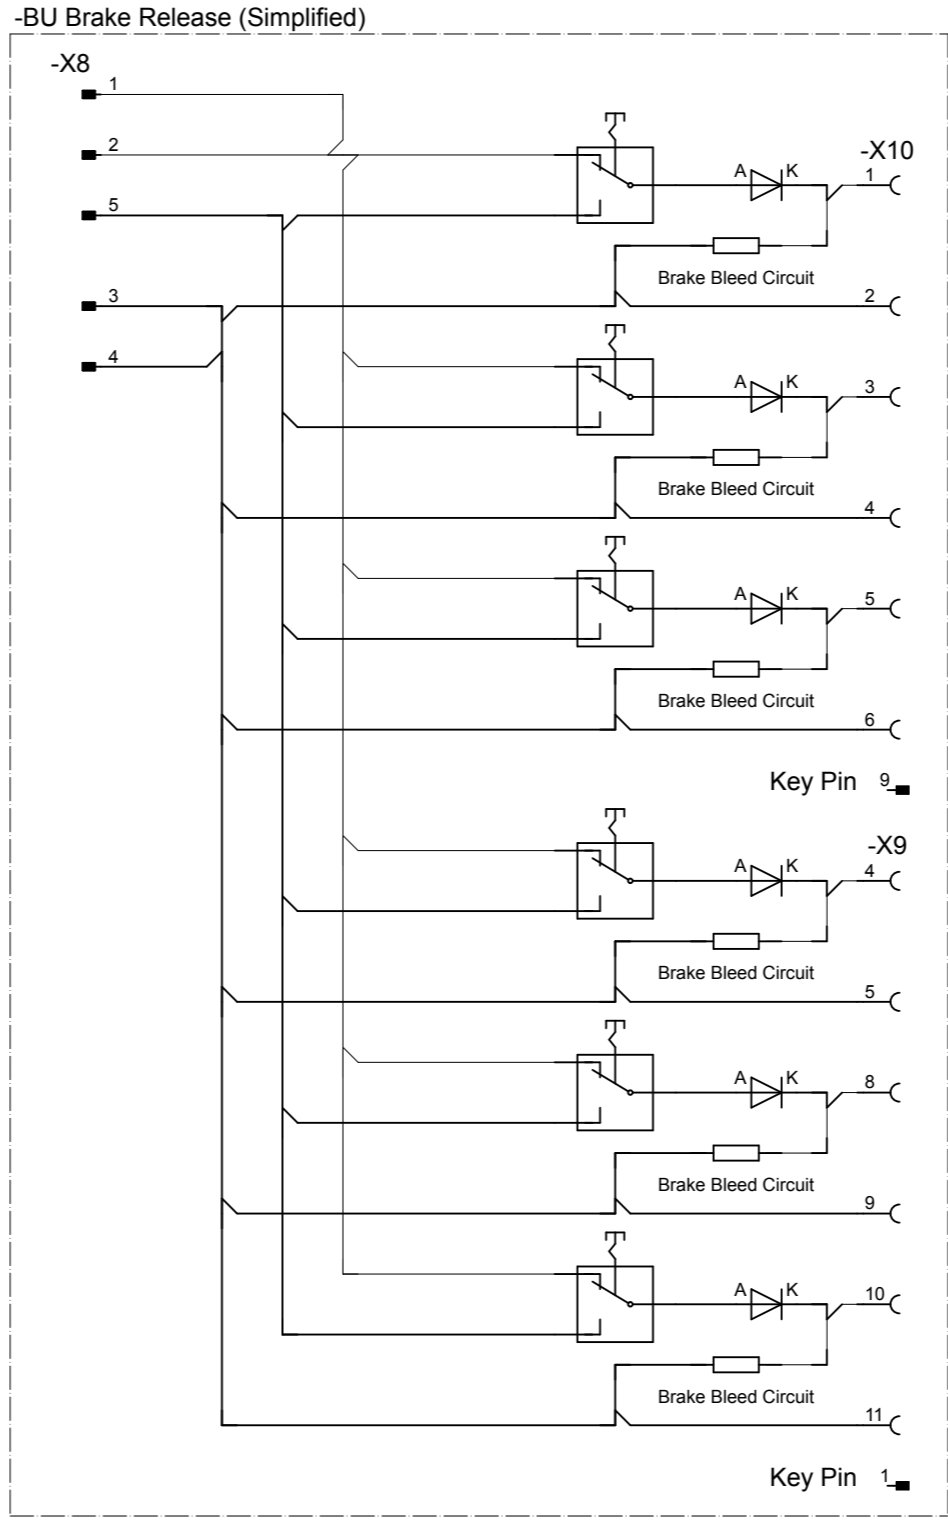 -BU Brake Release (Simplified)
-X8
1
2
5
3
4
-X10
A K 1
Brake Bleed Circuit
2
A K 3
Brake Bleed Circuit
4
A K 5
Brake Bleed Circuit
6
Key Pin 9
-X9
A K 4
Brake Bleed Circuit
5
A K 8
Brake Bleed Circuit
9
A K 10
Brake Bleed Circuit
11
Key Pin 1